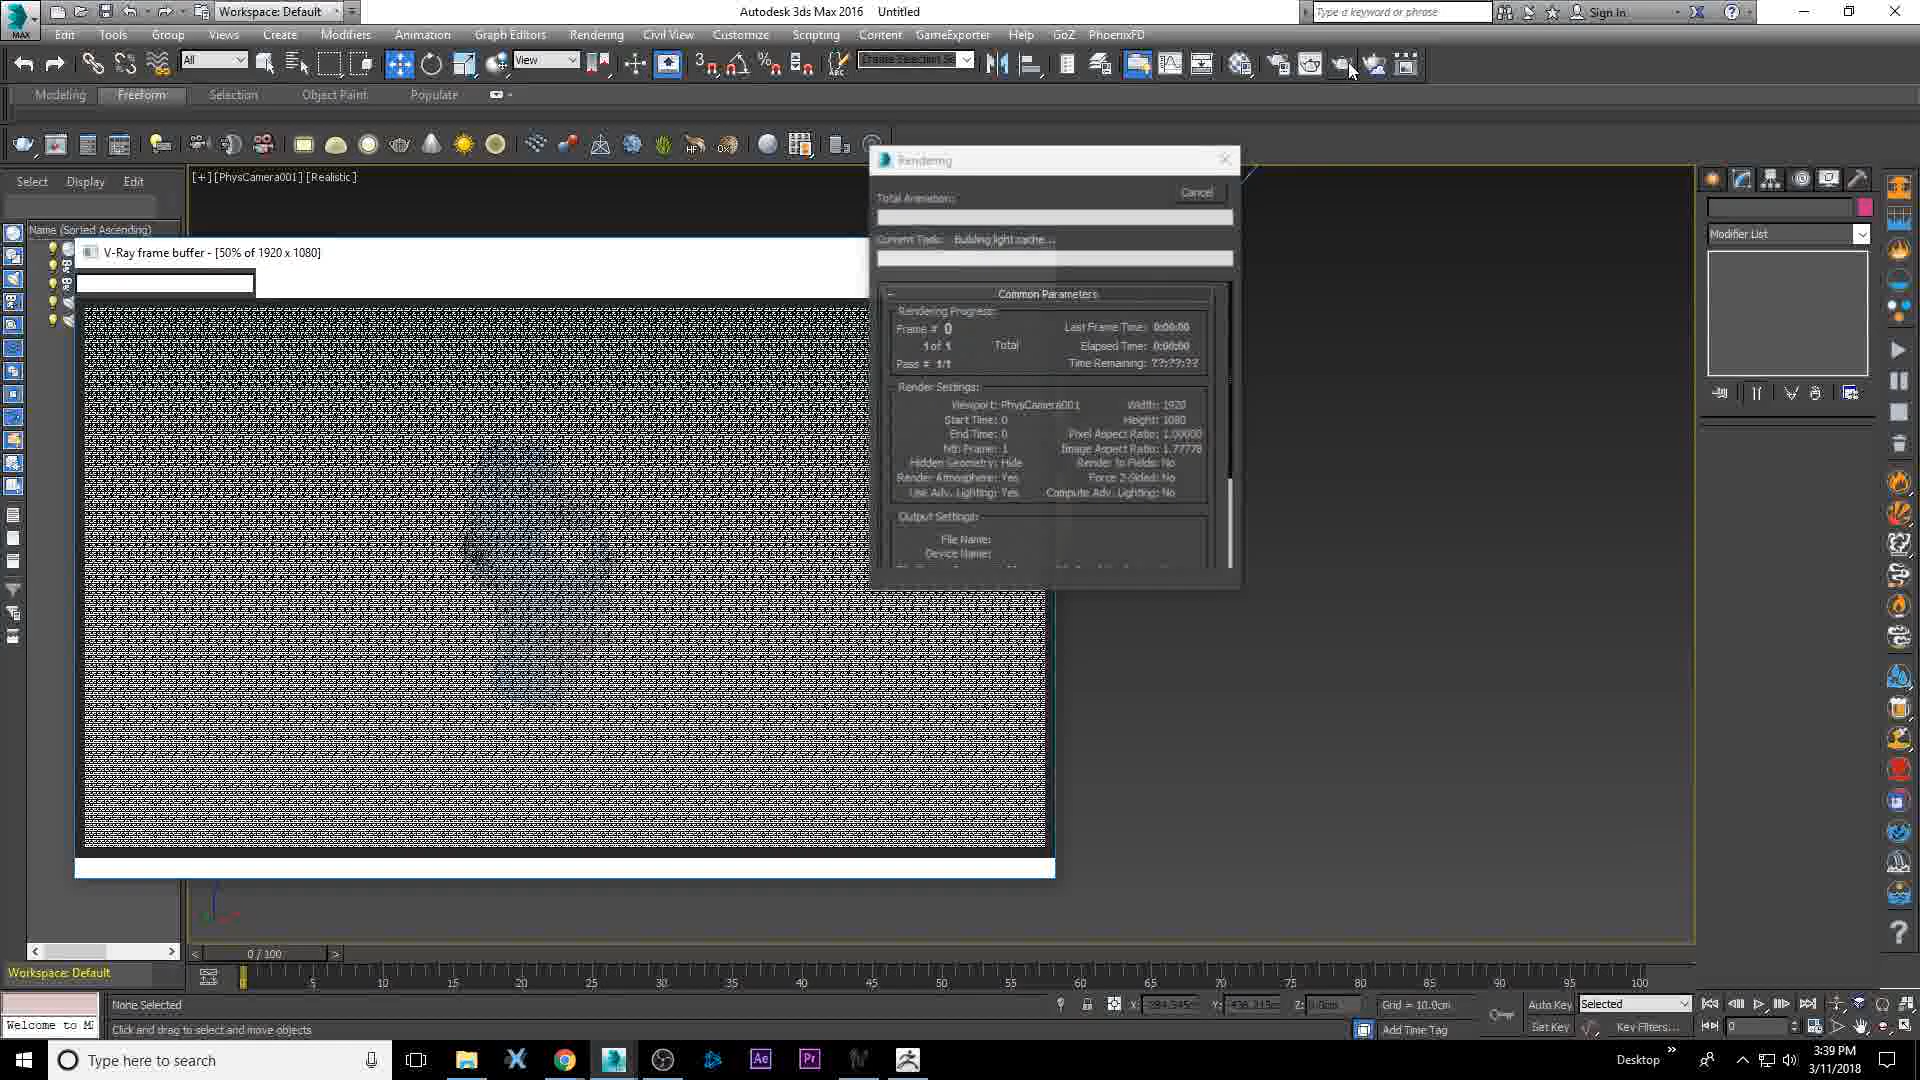 Workspace: Default
Autodesk 3ds Max 2016 Untitled
Type a keyword or phrase
Sign In
MAX
Edit Tools Group Views Create Modifiers Animation Graph Editors Rendering Civil View Customize Scripting Content GameExporter Help GoZ PhoenixFD
All
View
Modeling Freeform Selection Object Paint Populate
Select Display Edit
[+] [PhysCamera001] [Realistic]
Name (Sorted Ascending)
V-Ray frame buffer - [50% of 1920 x 1080]
Rendering
Total Animation:
Cancel
Current Task: Building light cache...
Common Parameters
Rendering Progress:
Frame # 0
Last Frame Time: 0:00:00
1 of 1 Total
Elapsed Time: 0:00:00
Pass # 1/1
Time Remaining: ??:??:??
Render Settings:
Viewport: PhysCamera001
Width: 1920
Start Time: 0
Height: 1080
End Time: 0
Pixel Aspect Ratio: 1.00000
Nth Frame: 1
Image Aspect Ratio: 1.77778
Hidden Geometry: Hide
Render to Fields: No
Render Atmosphere: Yes
Force 2-Sided: No
Use Adv. Lighting: Yes
Compute Adv. Lighting: No
Output Settings:
File Name:
Device Name:
Modifier List
0 / 100
Workspace: Default
0 5 10 15 20 25 30 35 40 45 50 55 60 65 70 75 80 85 90 95 100
None Selected
X:
Y:
Z: 0.0cm
Grid = 10.0cm
Auto Key
Selected
Welcome to M
Click and drag to select and move objects
Add Time Tag
Set Key
Key Filters...
0
Type here to search
Ae
Pr
Desktop
3:39 PM
3/11/2018